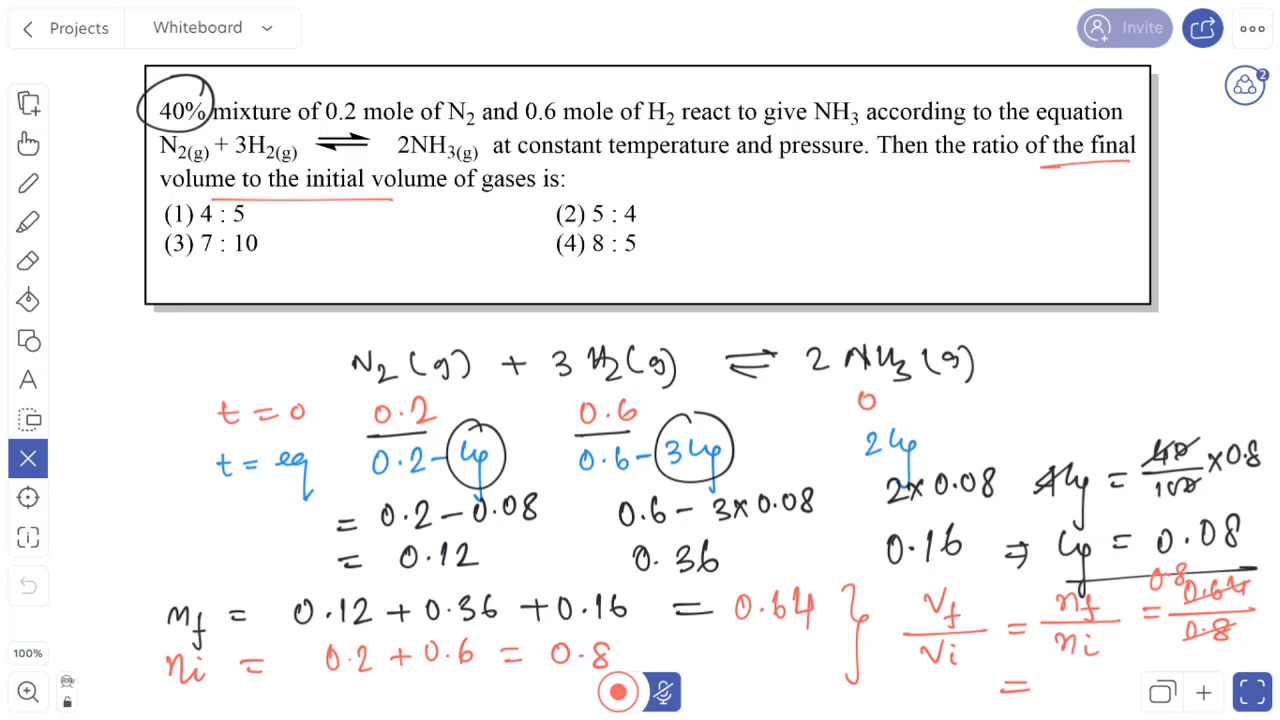 Projects
Whiteboard
Invite
2
40% mixture of 0.2 mole of N₂ and 0.6 mole of H₂ react to give NH₃ according to the equation
N₂(g) + 3H₂(g) ⇌ 2NH₃(g) at constant temperature and pressure. Then the ratio of the final
volume to the initial volume of gases is:
(1) 4 : 5 (2) 5 : 4
(3) 7 : 10 (4) 8 : 5
N₂(g) + 3H₂(g) ⇌ 2NH₃(g)
t = 0 0.2 0.6 0
t = eq 0.2 - y 0.6 - 3y 2y
4y = 40/100 × 0.8
= 0.2 - 0.08 0.6 - 3 × 0.08 2 × 0.08
= 0.12 0.36 0.16 ⇒ y = 0.08
nf = 0.12 + 0.36 + 0.16 = 0.64 } Vf/Vi = nf/ni = 0.8 0.64/0.8
ni = 0.2 + 0.6 = 0.8
=
100%